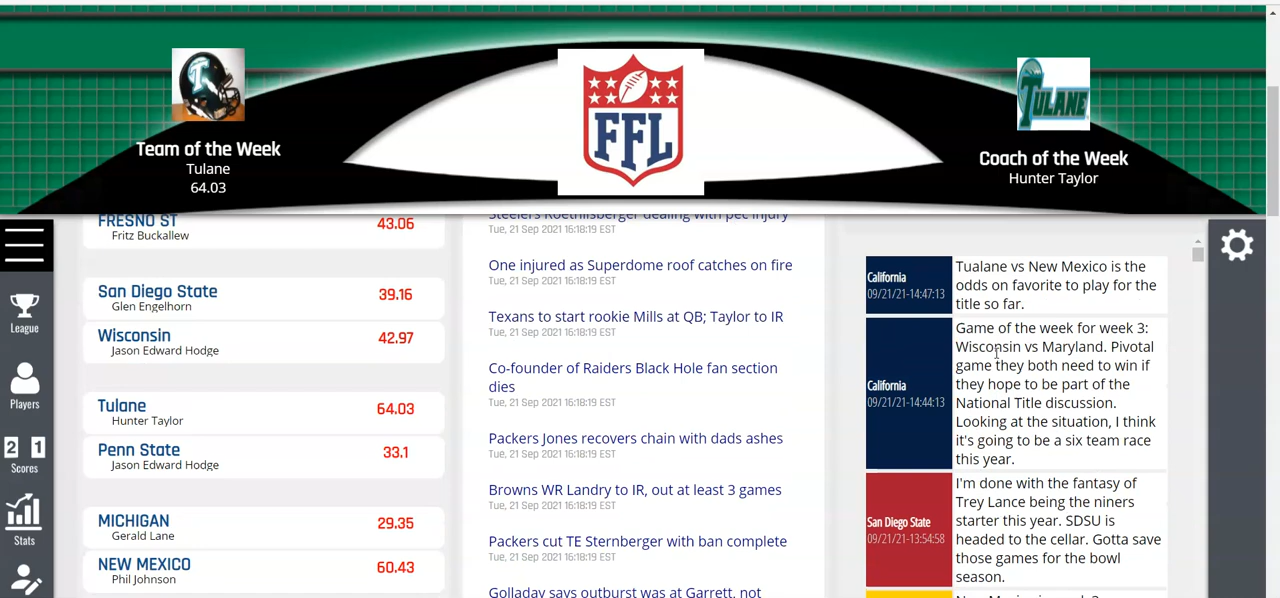 Team of the Week
Tulane
64.03
FFL
TULANE
Coach of the Week
Hunter Taylor
League
Players
2 1
Scores
Stats
FRESNO ST
Fritz Buckallew
43.06
San Diego State
Glen Engelhorn
39.16
Wisconsin
Jason Edward Hodge
42.97
Tulane
Hunter Taylor
64.03
Penn State
Jason Edward Hodge
33.1
MICHIGAN
Gerald Lane
29.35
NEW MEXICO
Phil Johnson
60.43
Steelers Roethlisberger dealing with pec injury
Tue, 21 Sep 2021 16:18:19 EST
One injured as Superdome roof catches on fire
Tue, 21 Sep 2021 16:18:19 EST
Texans to start rookie Mills at QB; Taylor to IR
Tue, 21 Sep 2021 16:18:19 EST
Co-founder of Raiders Black Hole fan section
dies
Tue, 21 Sep 2021 16:18:19 EST
Packers Jones recovers chain with dads ashes
Tue, 21 Sep 2021 16:18:19 EST
Browns WR Landry to IR, out at least 3 games
Tue, 21 Sep 2021 16:18:19 EST
Packers cut TE Sternberger with ban complete
Tue, 21 Sep 2021 16:18:19 EST
Golladay says outburst was at Garrett, not
California
09/21/21-14:47:13
Tualane vs New Mexico is the
odds on favorite to play for the
title so far.
California
09/21/21-14:44:13
Game of the week for week 3:
Wisconsin vs Maryland. Pivotal
game they both need to win if
they hope to be part of the
National Title discussion.
Looking at the situation, I think
it's going to be a six team race
this year.
San Diego State
09/21/21-13:54:58
I'm done with the fantasy of
Trey Lance being the niners
starter this year. SDSU is
headed to the cellar. Gotta save
those games for the bowl
season.